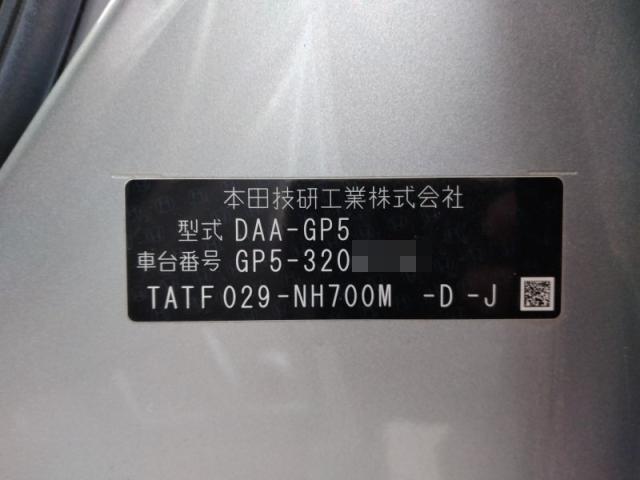 本田技研工業株式会社
型式 DAA-GP5
車台番号 GP5-320
TATF029-NH700M -D -J